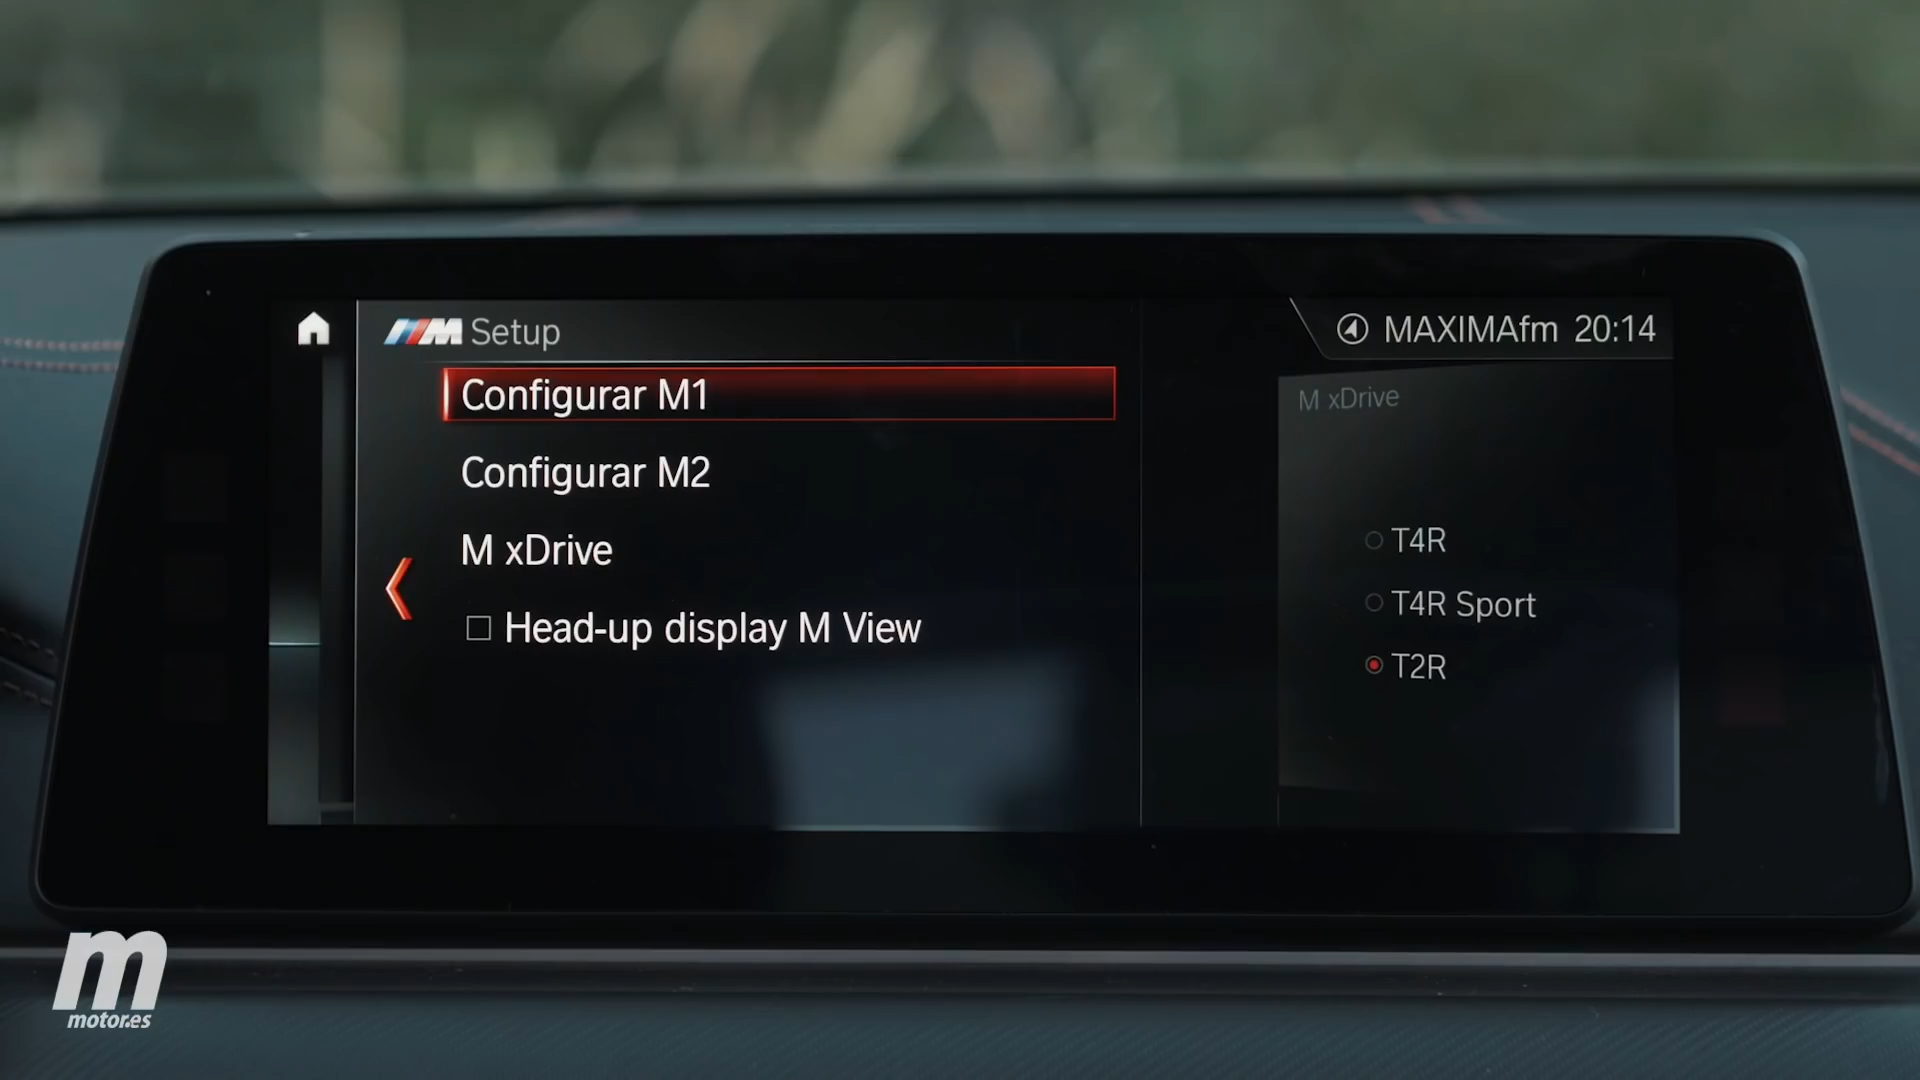 M Setup
MAXIMAfm 20:14
Configurar M1
Configurar M2
M xDrive
Head-up display M View
M xDrive
T4R
T4R Sport
T2R
m
motor.es